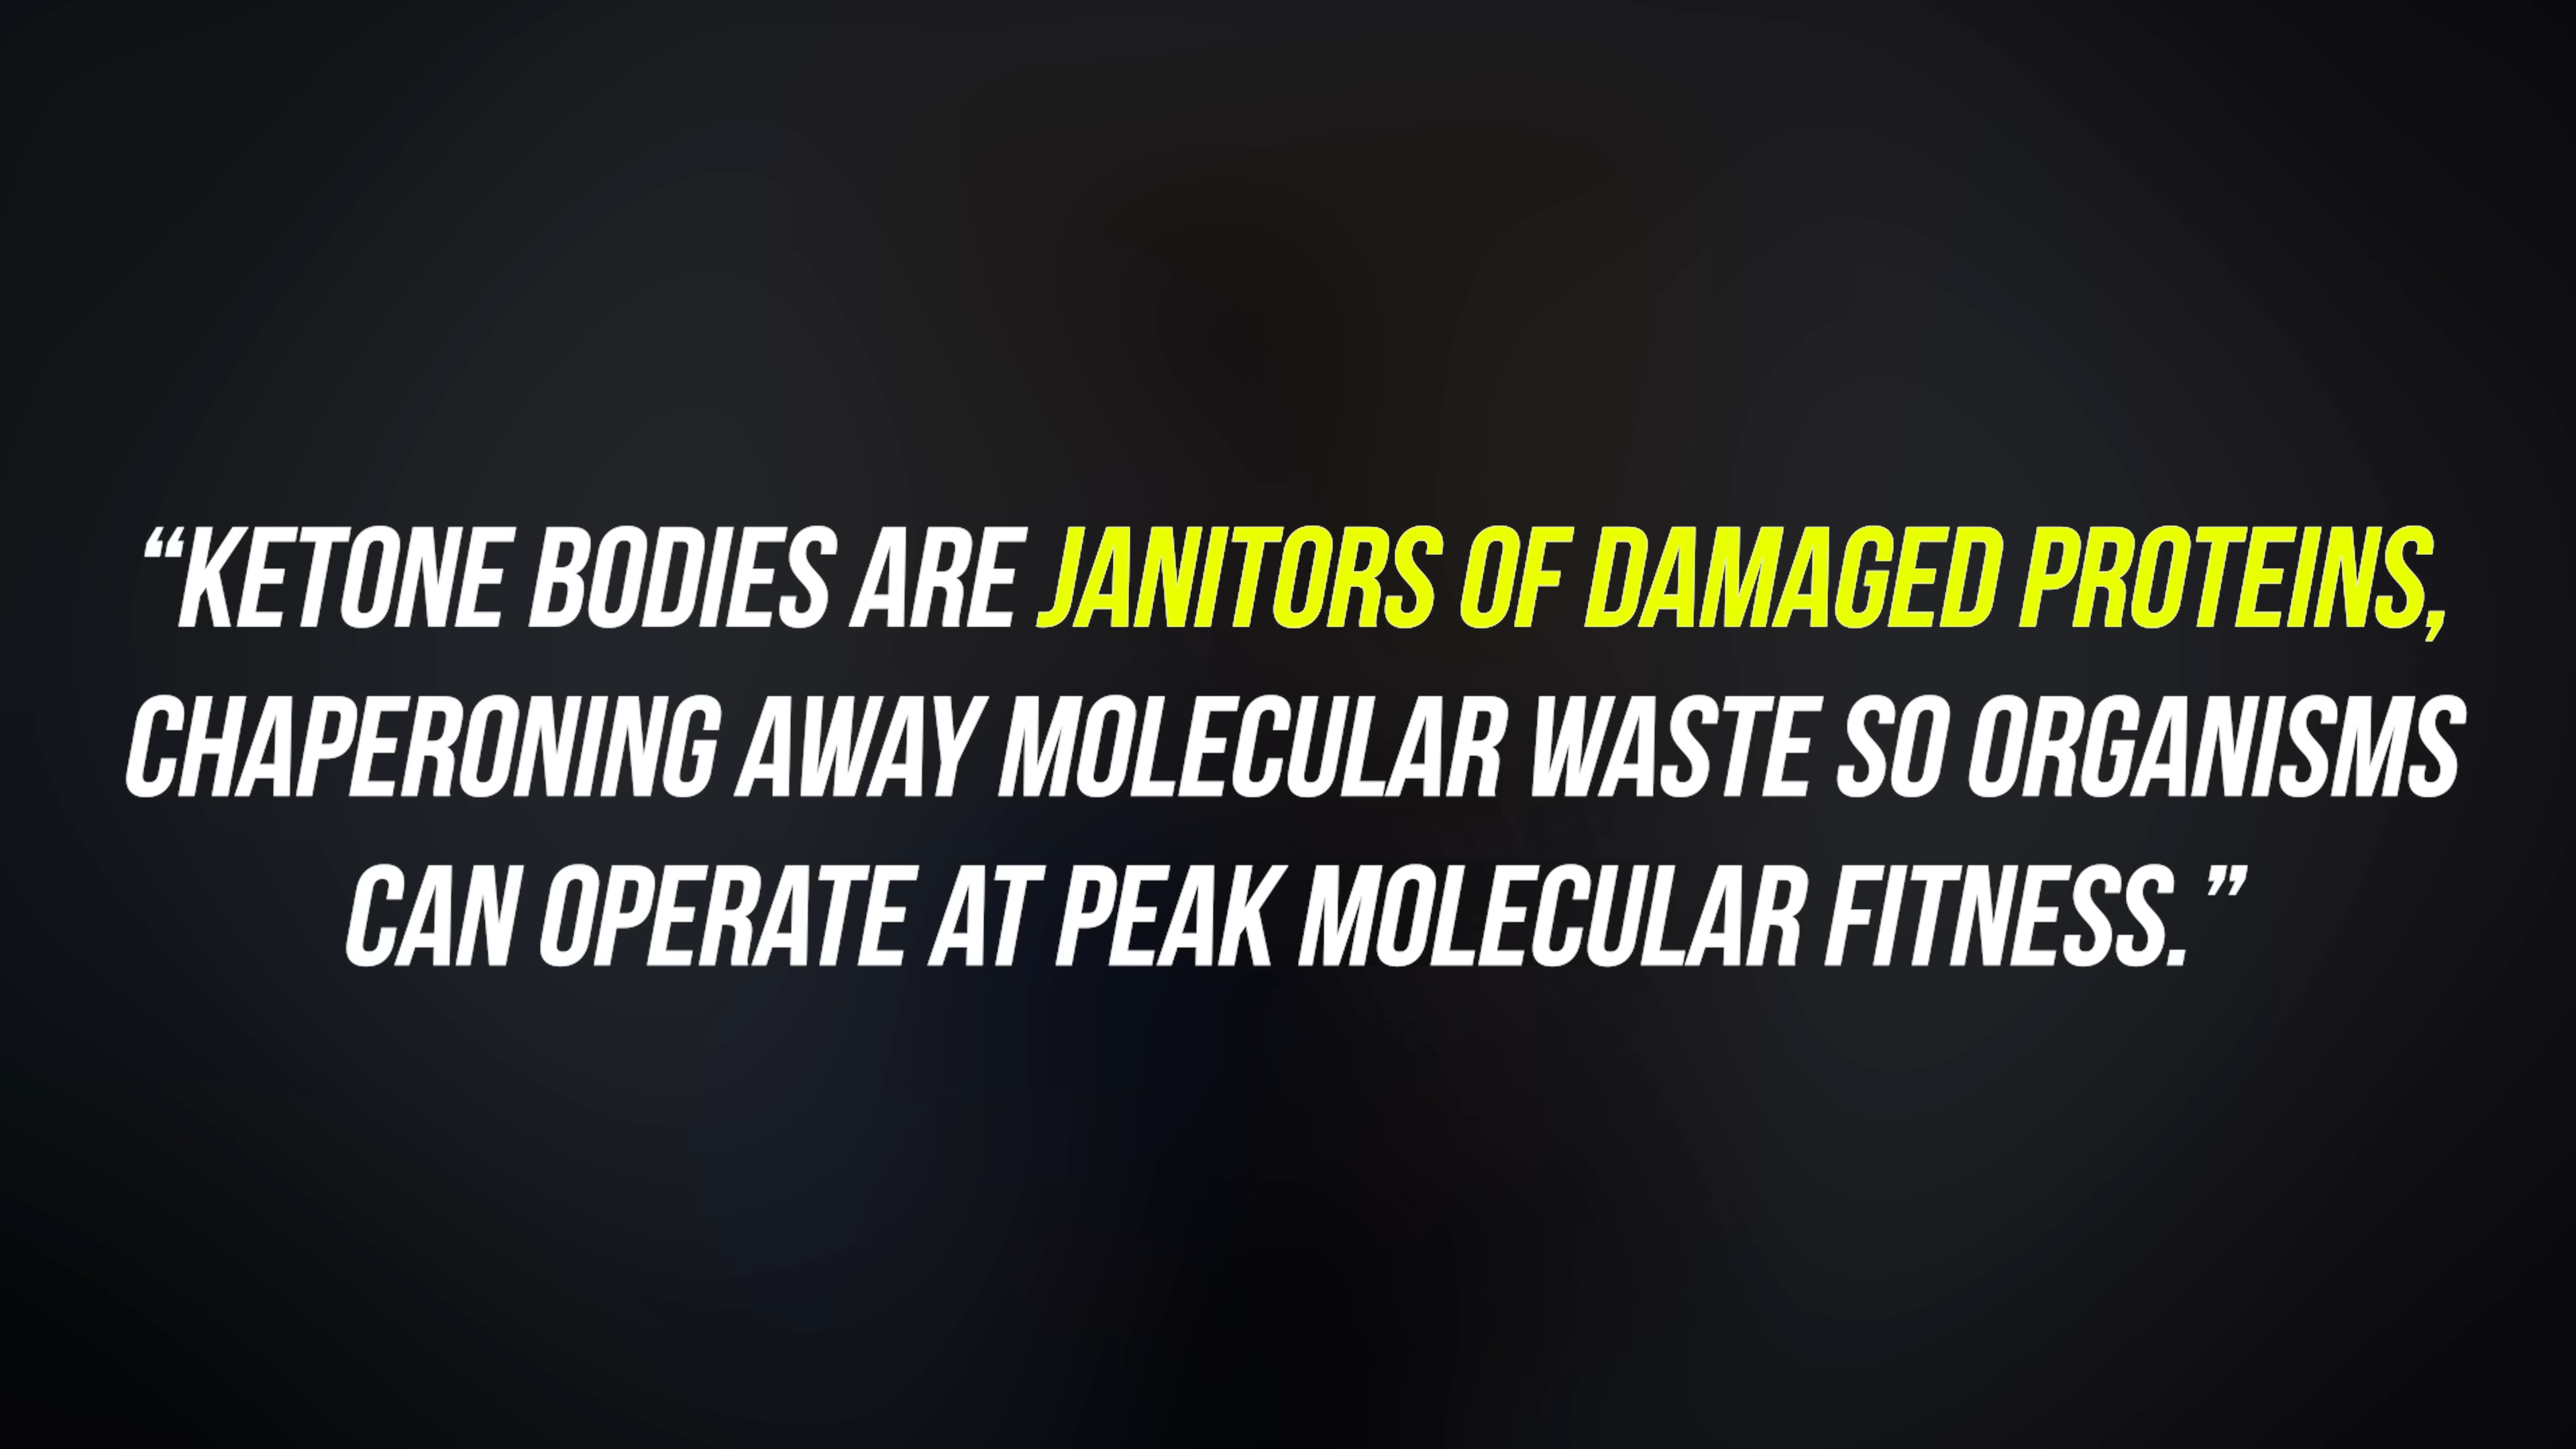 “KETONE BODIES ARE JANITORS OF DAMAGED PROTEINS,
CHAPERONING AWAY MOLECULAR WASTE SO ORGANISMS
CAN OPERATE AT PEAK MOLECULAR FITNESS.”